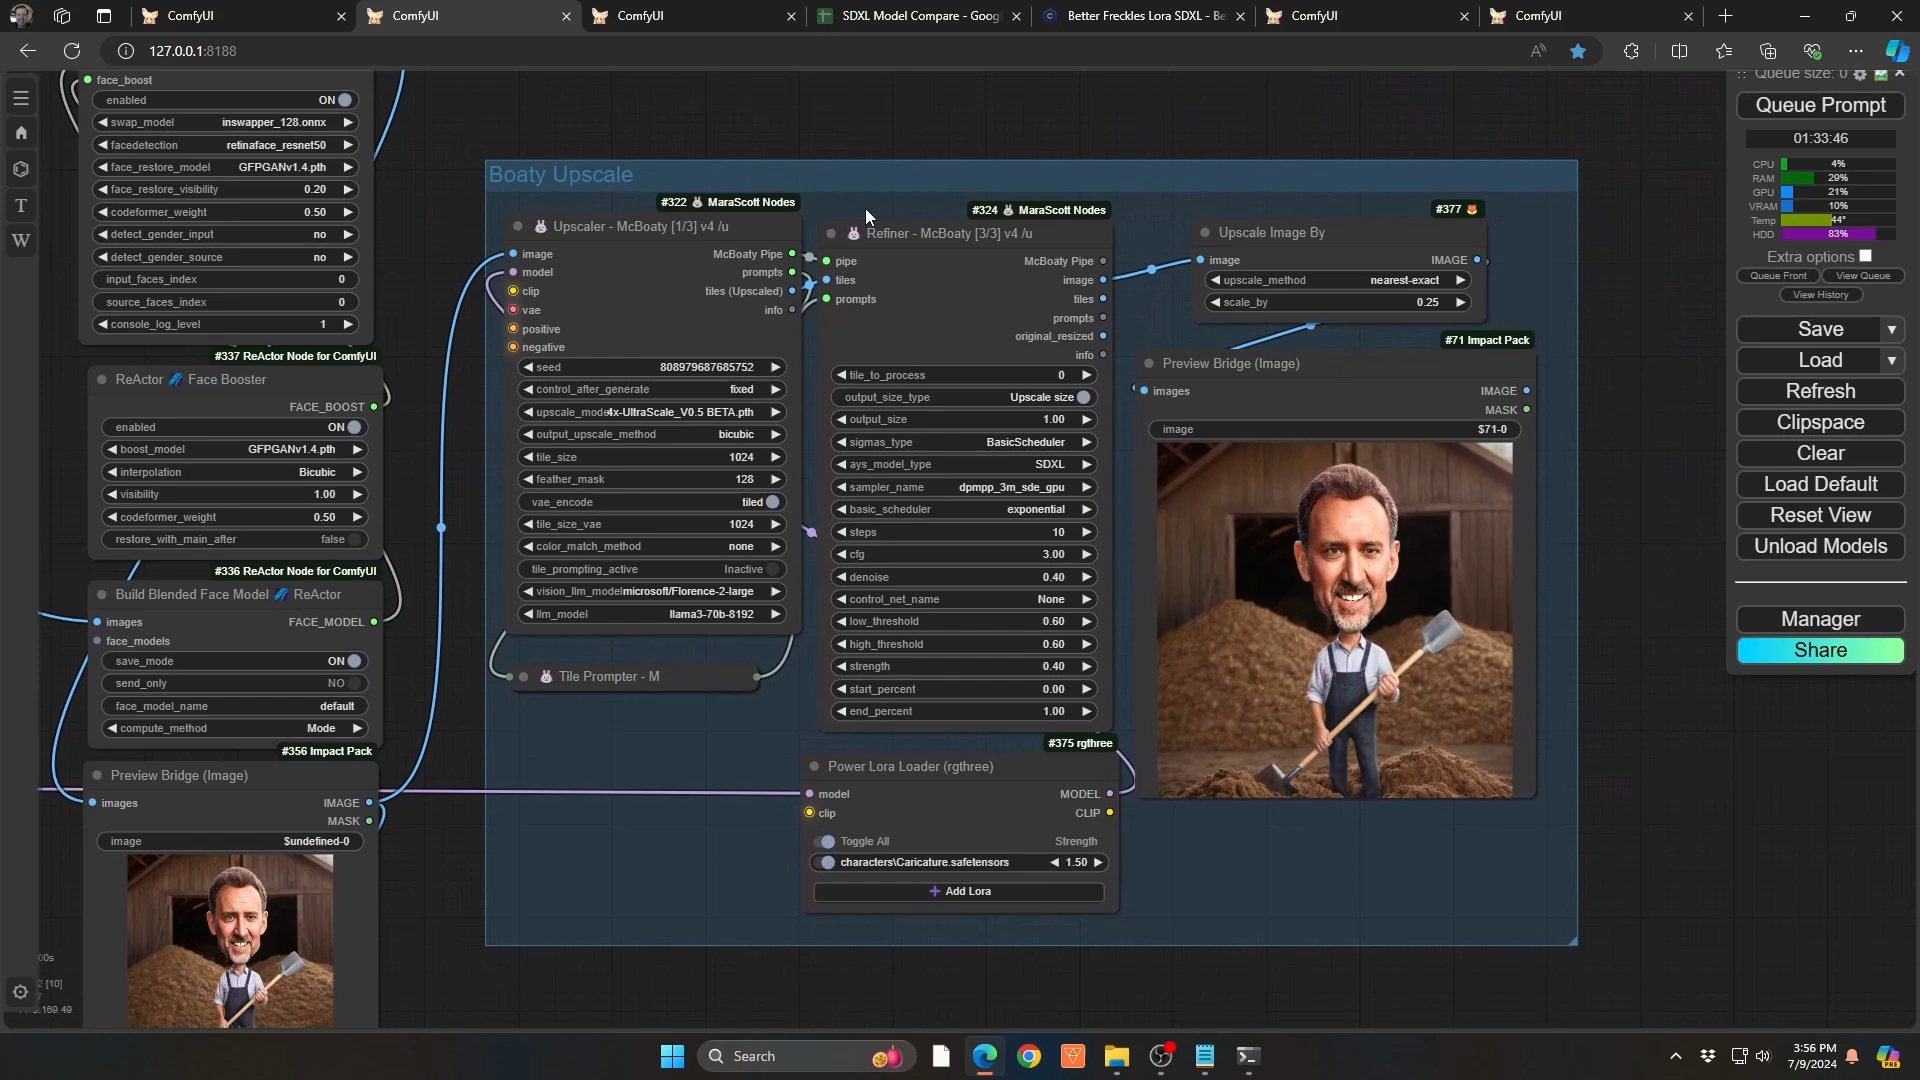 ComfyUI
ComfyUI
ComfyUI
SDXL Model Compare - Goog
Better Freckles Lora SDXL - Be
ComfyUI
ComfyUI
127.0.0.1:8188
face_boost
enabled ON
swap_model inswapper_128.onnx
facedetection retinaface_resnet50
face_restore_model GFPGANv1.4.pth
face_restore_visibility 0.20
codeformer_weight 0.50
detect_gender_input no
detect_gender_source no
input_faces_index 0
source_faces_index 0
console_log_level 1
#337 ReActor Node for ComfyUI
ReActor Face Booster
FACE_BOOST
enabled ON
boost_model GFPGANv1.4.pth
interpolation Bicubic
visibility 1.00
codeformer_weight 0.50
restore_with_main_after false
#336 ReActor Node for ComfyUI
Build Blended Face Model ReActor
images FACE_MODEL
face_models
save_mode ON
send_only NO
face_model_name default
compute_method Mode
#356 Impact Pack
Preview Bridge (Image)
images IMAGE
MASK
image $undefined-0
Boaty Upscale
#322 MaraScott Nodes
Upscaler - McBoaty [1/3] v4 /u
image McBoaty Pipe
model prompts
clip tiles (Upscaled)
vae info
positive
negative
seed 808979687685752
control_after_generate fixed
upscale_mode4x-UltraScale_V0.5 BETA.pth
output_upscale_method bicubic
tile_size 1024
feather_mask 128
vae_encode tiled
tile_size_vae 1024
color_match_method none
tile_prompting_active Inactive
vision_llm_modelmicrosoft/Florence-2-large
llm_model llama3-70b-8192
Tile Prompter - M
#324 MaraScott Nodes
Refiner - McBoaty [3/3] v4 /u
pipe McBoaty Pipe
tiles image
prompts tiles
prompts
original_resized
info
tile_to_process 0
output_size_type Upscale size
output_size 1.00
sigmas_type BasicScheduler
ays_model_type SDXL
sampler_name dpmpp_3m_sde_gpu
basic_scheduler exponential
steps 10
cfg 3.00
denoise 0.40
control_net_name None
low_threshold 0.60
high_threshold 0.60
strength 0.40
start_percent 0.00
end_percent 1.00
#375 rgthree
Power Lora Loader (rgthree)
model MODEL
clip CLIP
Toggle All Strength
characters\Caricature.safetensors 1.50
+ Add Lora
#377
Upscale Image By
image IMAGE
upscale_method nearest-exact
scale_by 0.25
#71 Impact Pack
Preview Bridge (Image)
images IMAGE
MASK
image $71-0
Queue size: 0
Queue Prompt
01:33:46
CPU 4%
RAM 29%
GPU 21%
VRAM 10%
Temp 44°
HDD 83%
Extra options
Queue Front View Queue
View History
Save
Load
Refresh
Clipspace
Clear
Load Default
Reset View
Unload Models
Manager
Share
T
W
Search
3:56 PM
7/9/2024
PRE